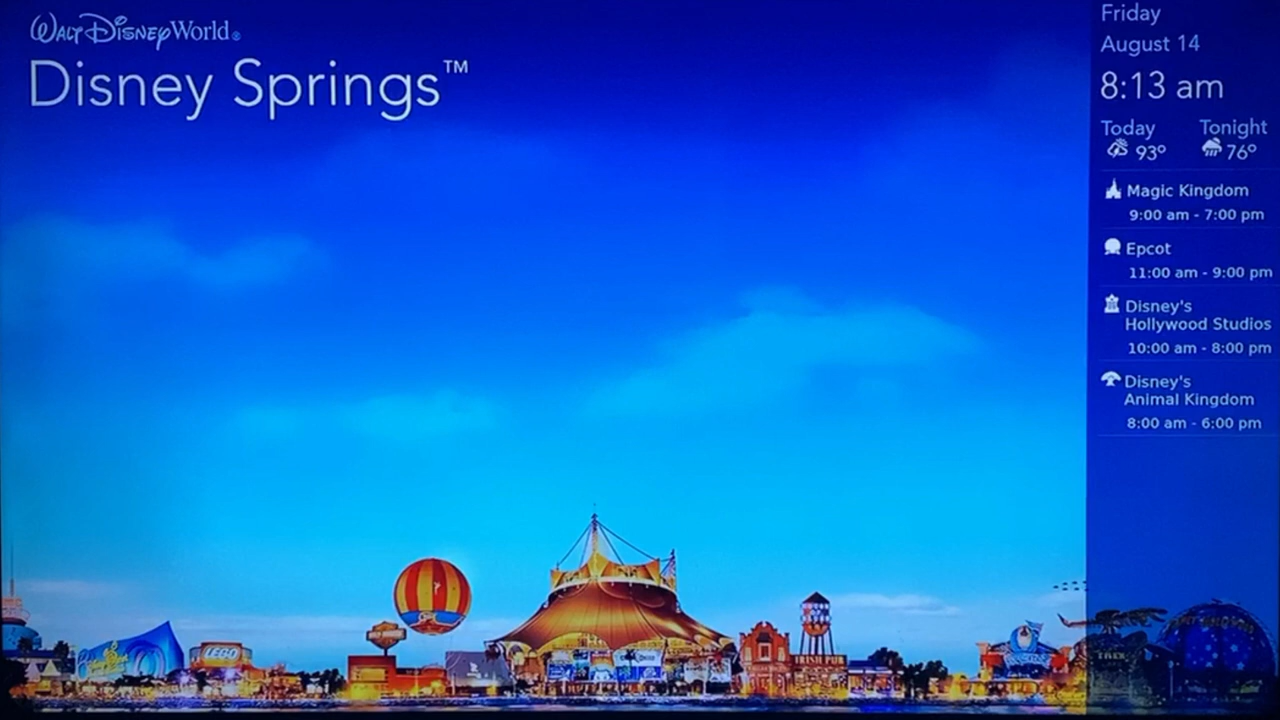 Walt Disney World®
Disney Springs™
Friday
August 14
8:13 am
Today Tonight
93° 76°
Magic Kingdom
9:00 am - 7:00 pm
Epcot
11:00 am - 9:00 pm
Disney's
Hollywood Studios
10:00 am - 8:00 pm
Disney's
Animal Kingdom
8:00 am - 6:00 pm
LEGO
IRISH PUB